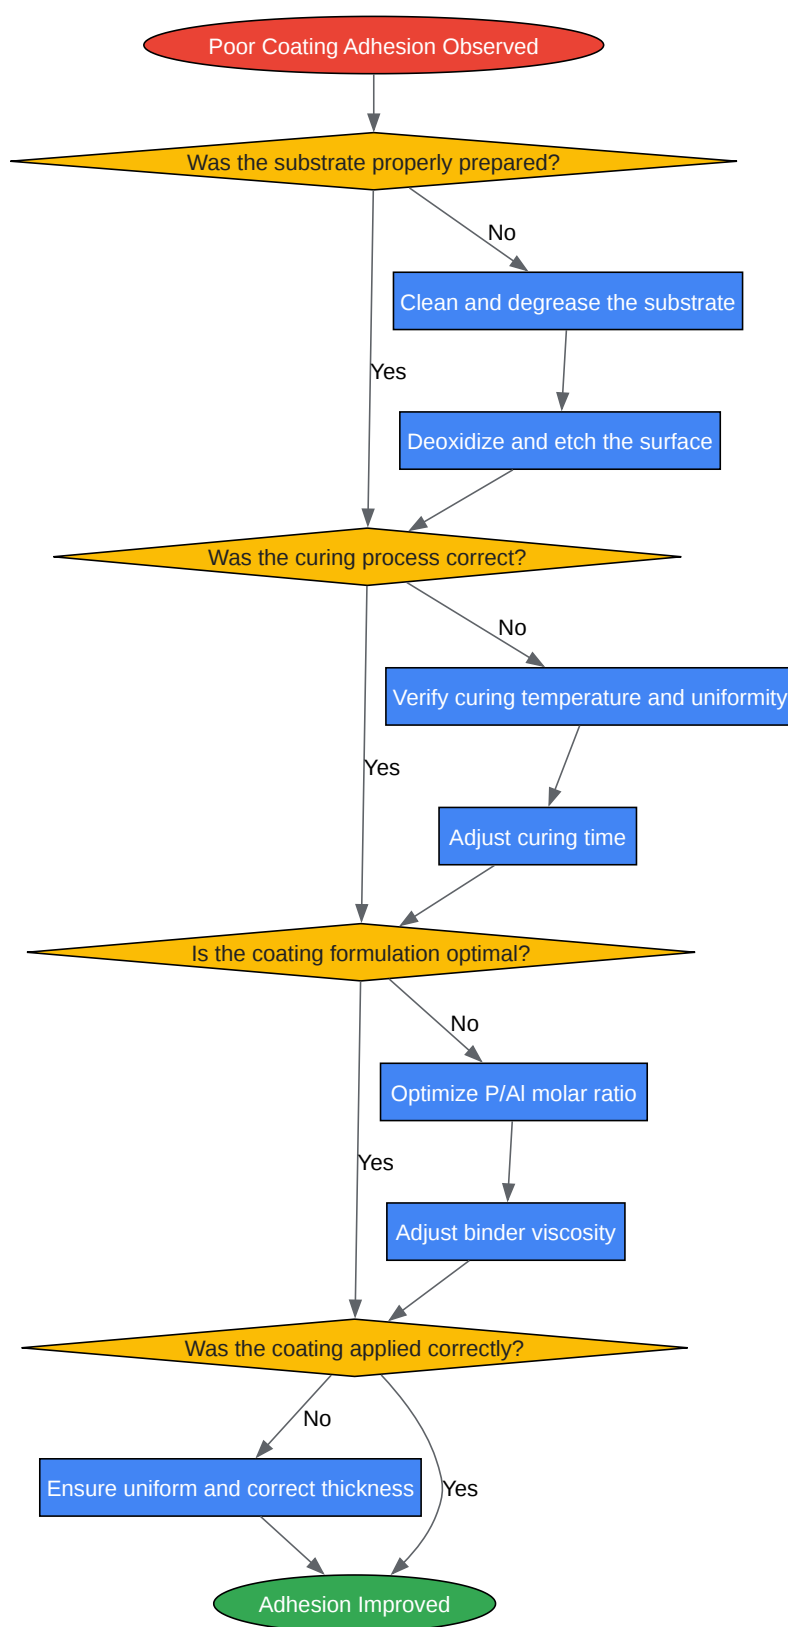 Poor Coating Adhesion Observed
Was the substrate properly prepared?
No
Clean and degrease the substrate
Yes
Deoxidize and etch the surface
Was the curing process correct?
No
Verify curing temperature and uniformity
Yes
Adjust curing time
Is the coating formulation optimal?
No
Optimize P/Al molar ratio
Yes
Adjust binder viscosity
Was the coating applied correctly?
No
Ensure uniform and correct thickness
Yes
Adhesion Improved